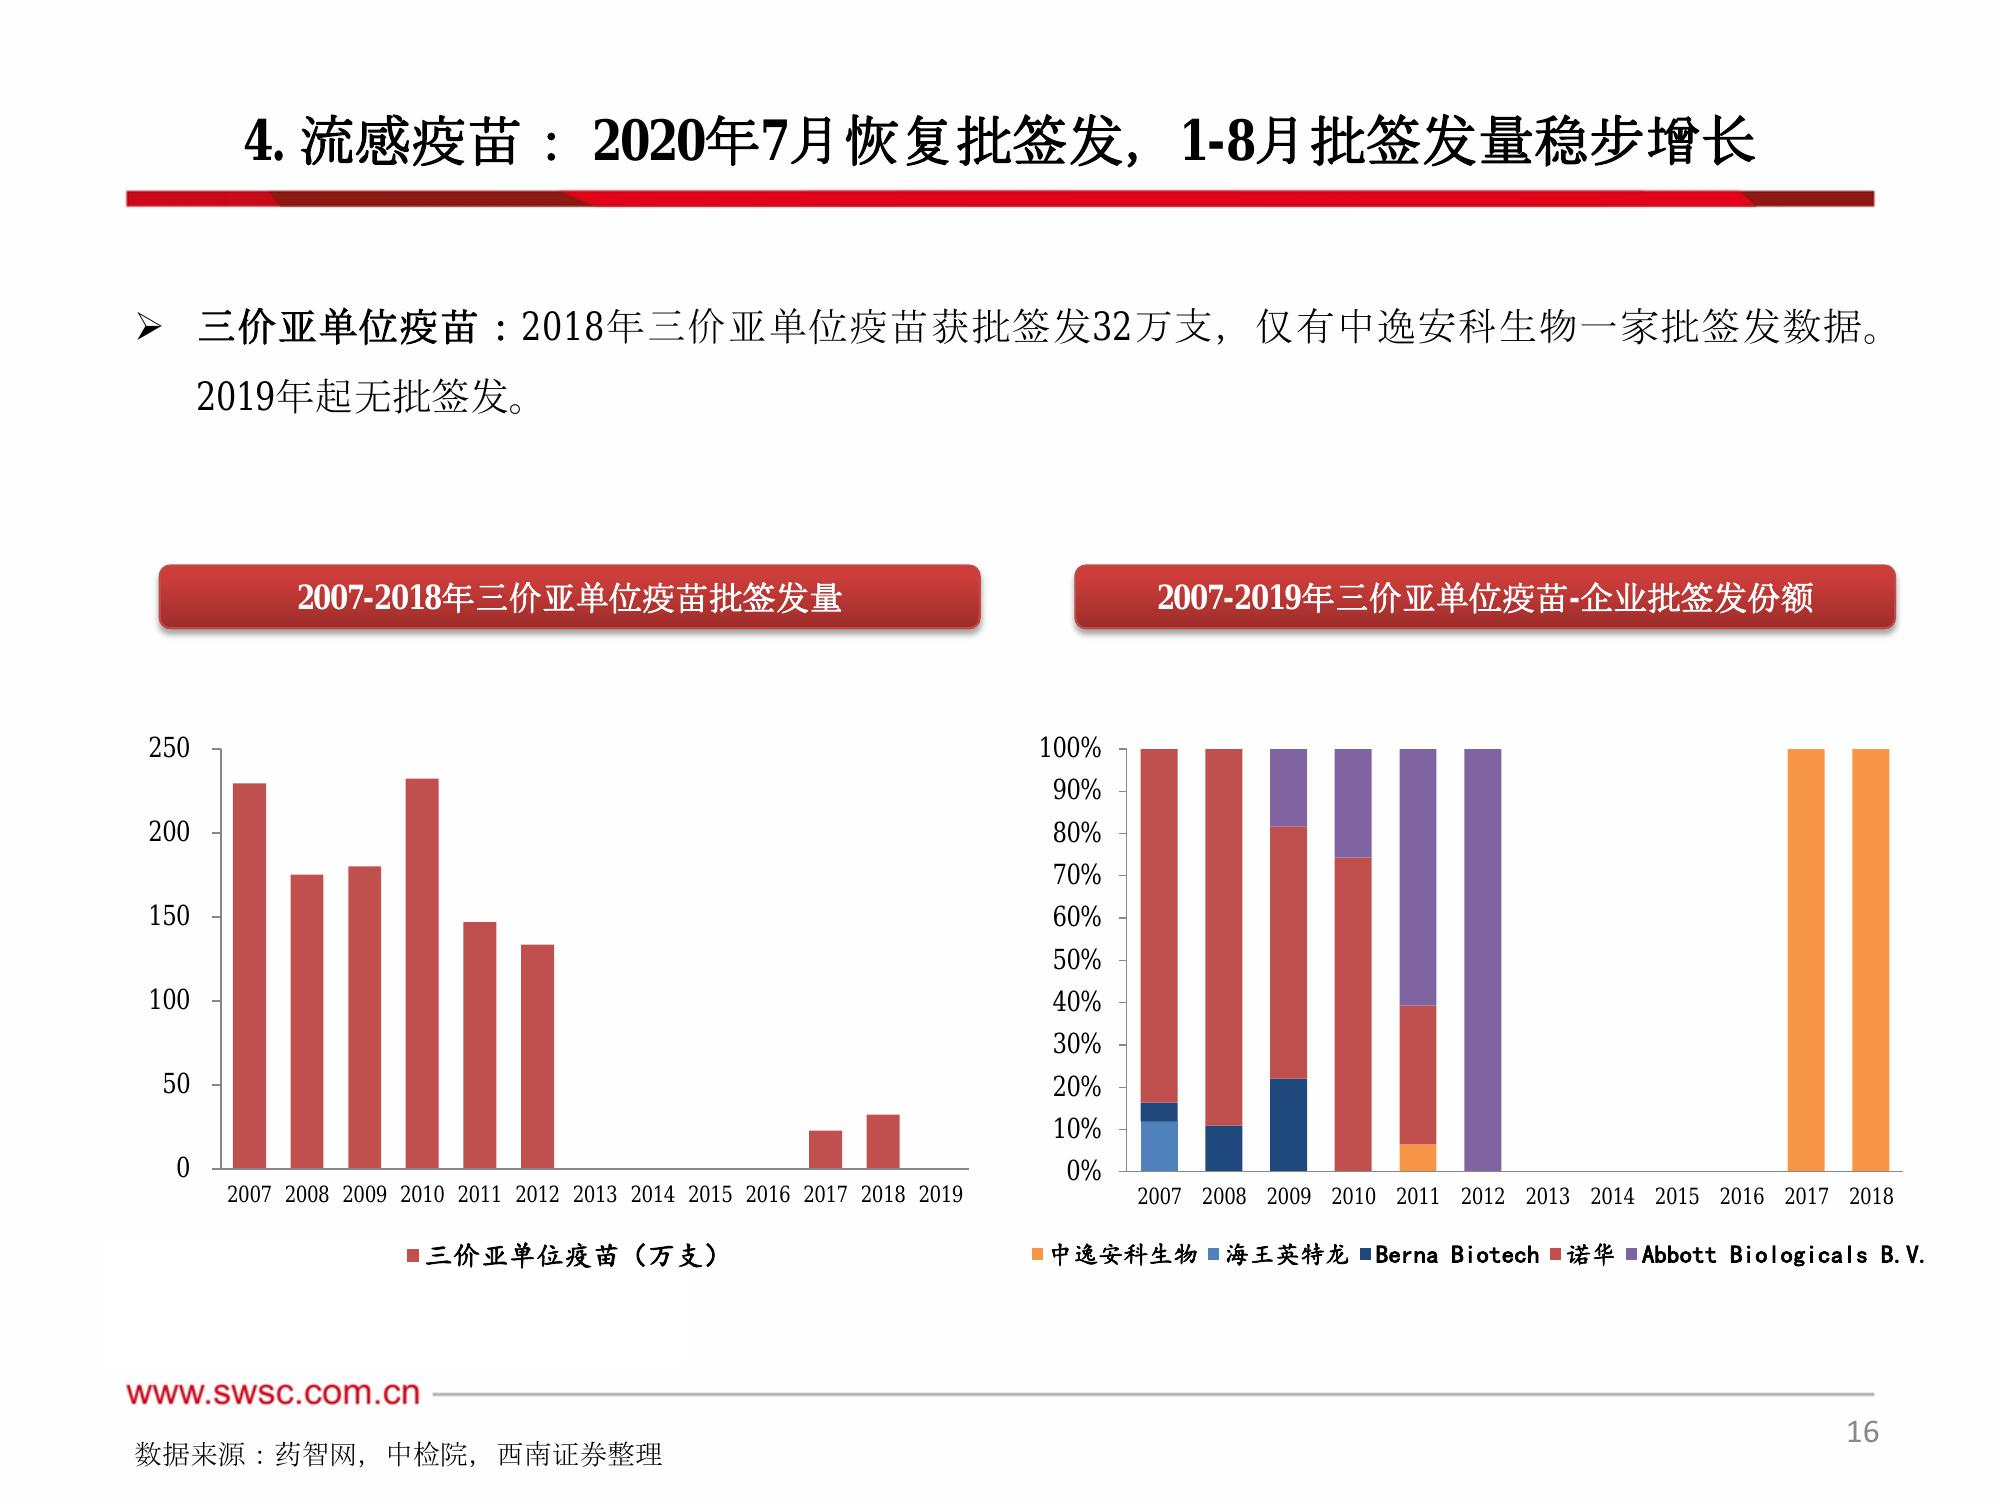 4. 流感疫苗：2020年7月恢复批签发，1-8月批签发量稳步增长
➢ 三价亚单位疫苗：2018年三价亚单位疫苗获批签发32万支，仅有中逸安科生物一家批签发数据。
2019年起无批签发。
2007-2018年三价亚单位疫苗批签发量
250
200
150
100
50
0
2007 2008 2009 2010 2011 2012 2013 2014 2015 2016 2017 2018 2019
三价亚单位疫苗（万支）
2007-2019年三价亚单位疫苗-企业批签发份额
100%
90%
80%
70%
60%
50%
40%
30%
20%
10%
0%
2007 2008 2009 2010 2011 2012 2013 2014 2015 2016 2017 2018
中逸安科生物 海王英特龙 Berna Biotech 诺华 Abbott Biologicals B.V.
www.swsc.com.cn
16
数据来源：药智网，中检院，西南证券整理